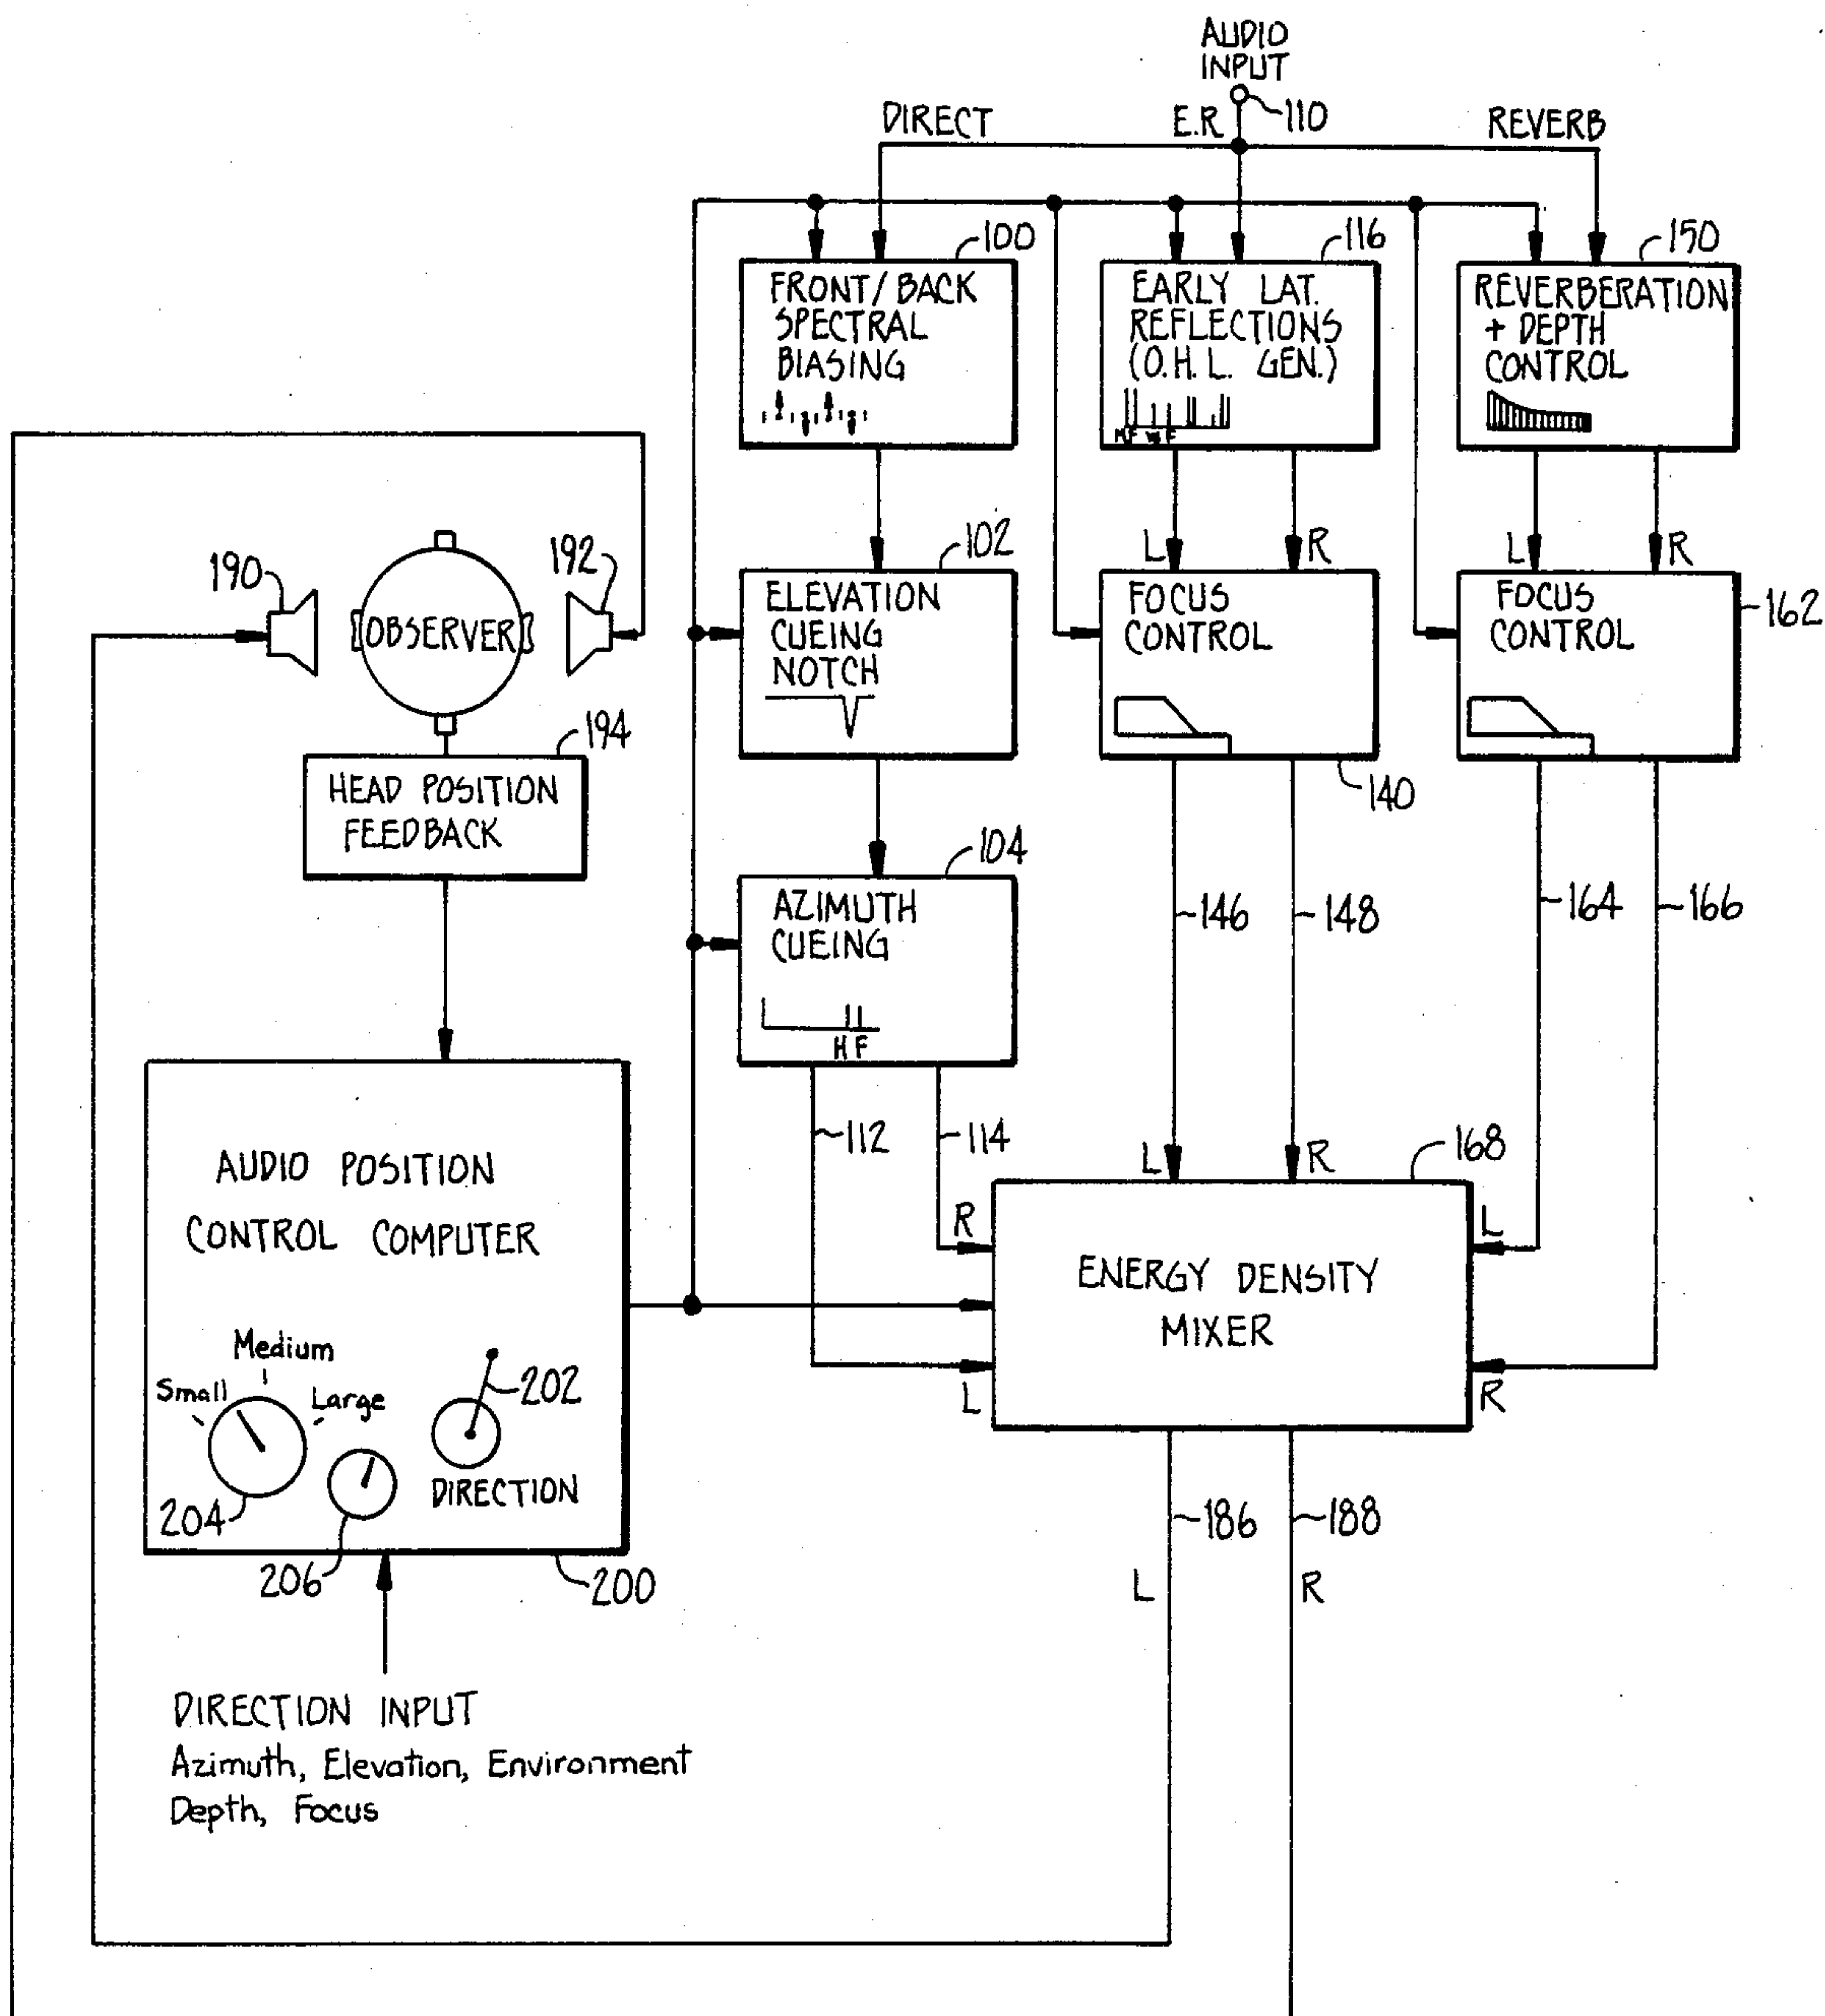 AUDIO
INPUT
110
DIRECT
E.R
REVERB
100
FRONT/BACK
SPECTRAL
BIASING
116
EARLY LAT.
REFLECTIONS
(O.H.L. GEN.)
150
REVERBERATION
+ DEPTH
CONTROL
L
R
L
R
190
OBSERVER
192
102
ELEVATION
CUEING
NOTCH
FOCUS
CONTROL
140
FOCUS
CONTROL
162
194
HEAD POSITION
FEEDBACK
104
AZIMUTH
CUEING
HF
146
148
164
166
112
114
L
R
168
R
L
L
R
ENERGY DENSITY
MIXER
AUDIO POSITION
CONTROL COMPUTER
Small
Medium
Large
202
DIRECTION
204
206
200
186
188
L
R
DIRECTION INPUT
Azimuth, Elevation, Environment
Depth, Focus